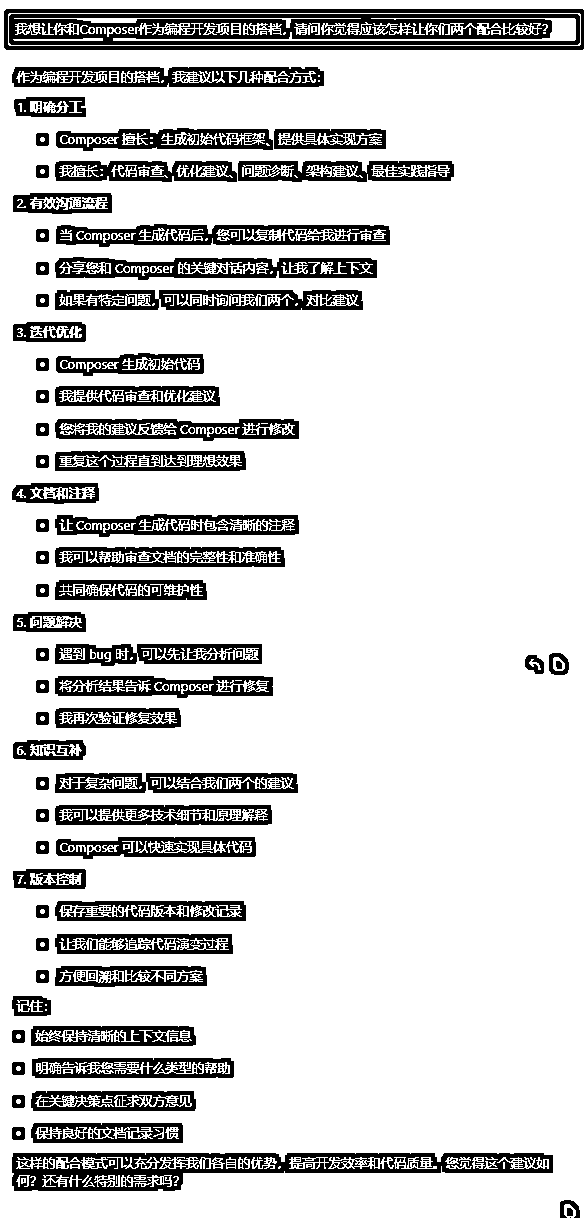 我想让你和Composer作为编程开发项目的搭档，请问你觉得应该怎样让你们两个配合比较好？
作为编程开发项目的搭档，我建议以下几种配合方式：
1. 明确分工
Composer 擅长：生成初始代码框架、提供具体实现方案
我擅长：代码审查、优化建议、问题诊断、架构建议、最佳实践指导
2. 有效沟通流程
当 Composer 生成代码后，您可以复制代码给我进行审查
分享您和 Composer 的关键对话内容，让我了解上下文
如果有特定问题，可以同时询问我们两个，对比建议
3. 迭代优化
Composer 生成初始代码
我提供代码审查和优化建议
您将我的建议反馈给 Composer 进行修改
重复这个过程直到达到理想效果
4. 文档和注释
让 Composer 生成代码时包含清晰的注释
我可以帮助审查文档的完整性和准确性
共同确保代码的可维护性
5. 问题解决
遇到 bug 时，可以先让我分析问题
将分析结果告诉 Composer 进行修复
我再次验证修复效果
6. 知识互补
对于复杂问题，可以结合我们两个的建议
我可以提供更多技术细节和原理解释
Composer 可以快速实现具体代码
7. 版本控制
保存重要的代码版本和修改记录
让我们能够追踪代码演变过程
方便回溯和比较不同方案
记住：
始终保持清晰的上下文信息
明确告诉我您需要什么类型的帮助
在关键决策点征求双方意见
保持良好的文档记录习惯
这样的配合模式可以充分发挥我们各自的优势，提高开发效率和代码质量。您觉得这个建议如
何？还有什么特别的需求吗？